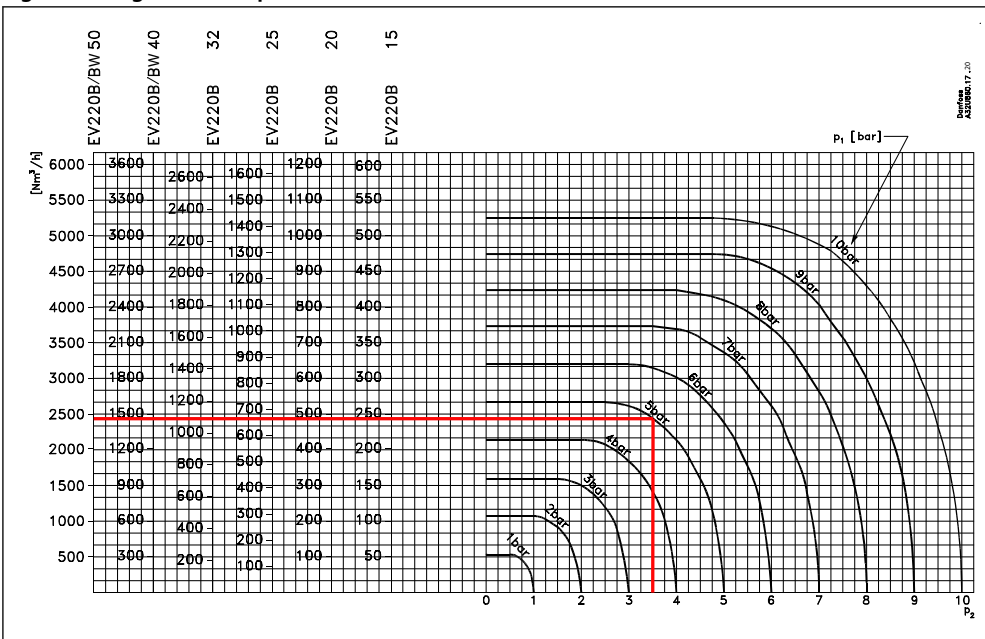 EV220B/BW 50
EV220B/BW 40
EV220B 32
EV220B 25
EV220B 20
EV220B 15
Danfoss
p₁ [bar]
[Nm³/h]
6000 3600 2600 1600 1200 600
5500 3300 2400 1500 1100 550
5000 3000 2200 1400 1000 500
4500 2700 2000 1300 900 450
4000 2400 1800 1200 800 400
3500 2100 1600 1100 700 350
3000 1800 1400 1000 600 300
2500 1500 1200 900 500 250
2000 1200 1000 800 400 200
1500 900 800 700 300 150
1000 600 600 600 200 100
500 300 400 500 100 50
200 400
300
200
100
10bar
9bar
8bar
7bar
6bar
5bar
4bar
3bar
2bar
1bar
0 1 2 3 4 5 6 7 8 9 10
p₂